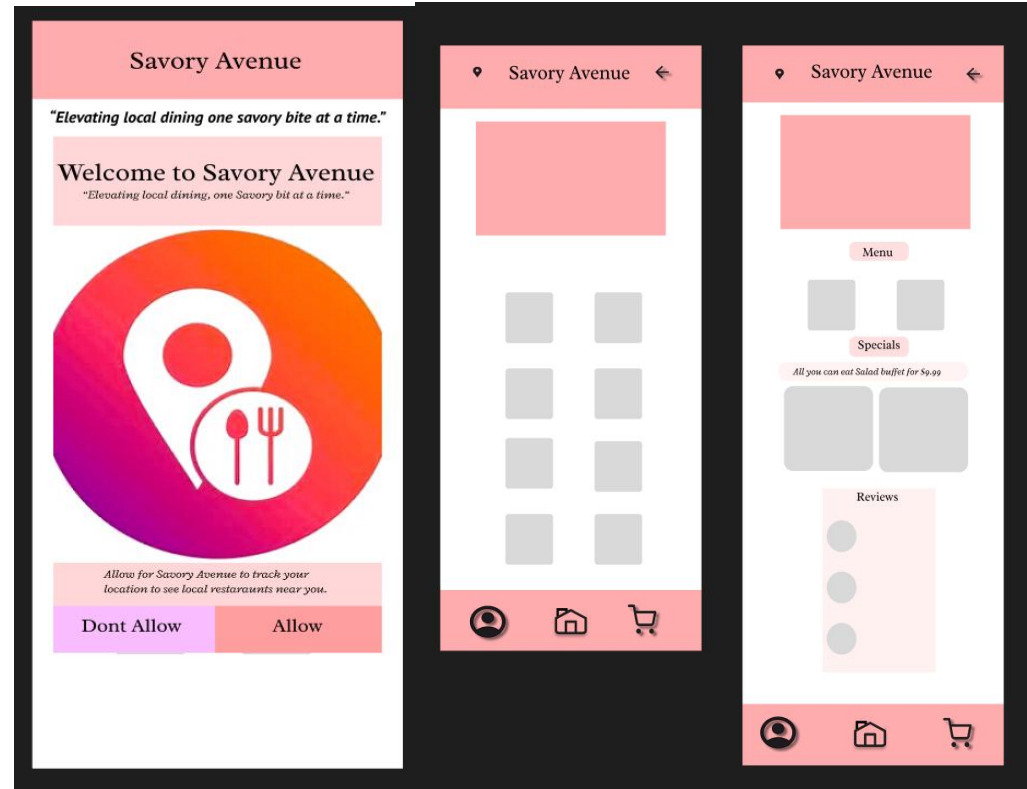 Savory Avenue
“Elevating local dining one savory bite at a time.”
Welcome to Savory Avenue
"Elevating local dining, one Savory bit at a time."
Allow for Savory Avenue to track your
location to see local restaraunts near you.
Dont Allow
Allow
Savory Avenue
Savory Avenue
Menu
Specials
All you can eat Salad buffet for $9.99
Reviews